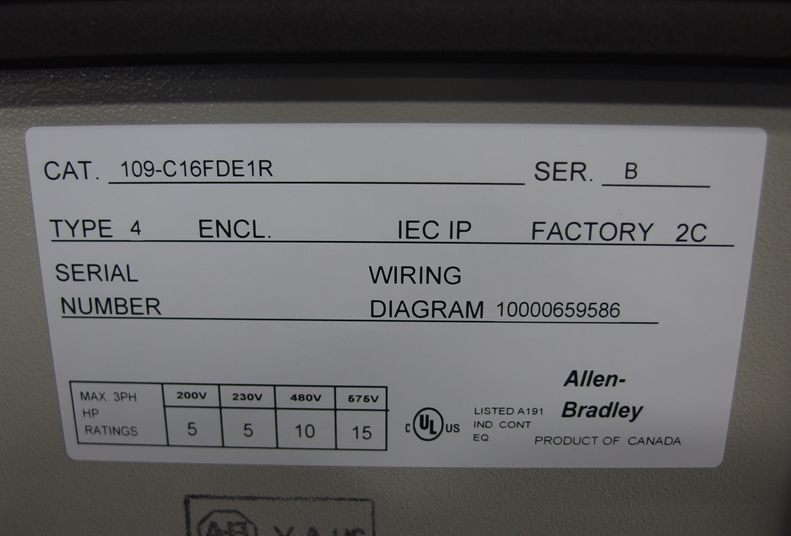 CAT. 109-C16FDE1R SER. B
TYPE 4 ENCL. IEC IP FACTORY 2C
SERIAL WIRING
NUMBER DIAGRAM 10000659586
MAX. 3PH 200V 230V 480V 575V
HP
RATINGS 5 5 10 15
C UL US
LISTED A191
IND CONT
EQ
Allen-
Bradley
PRODUCT OF CANADA
A-B